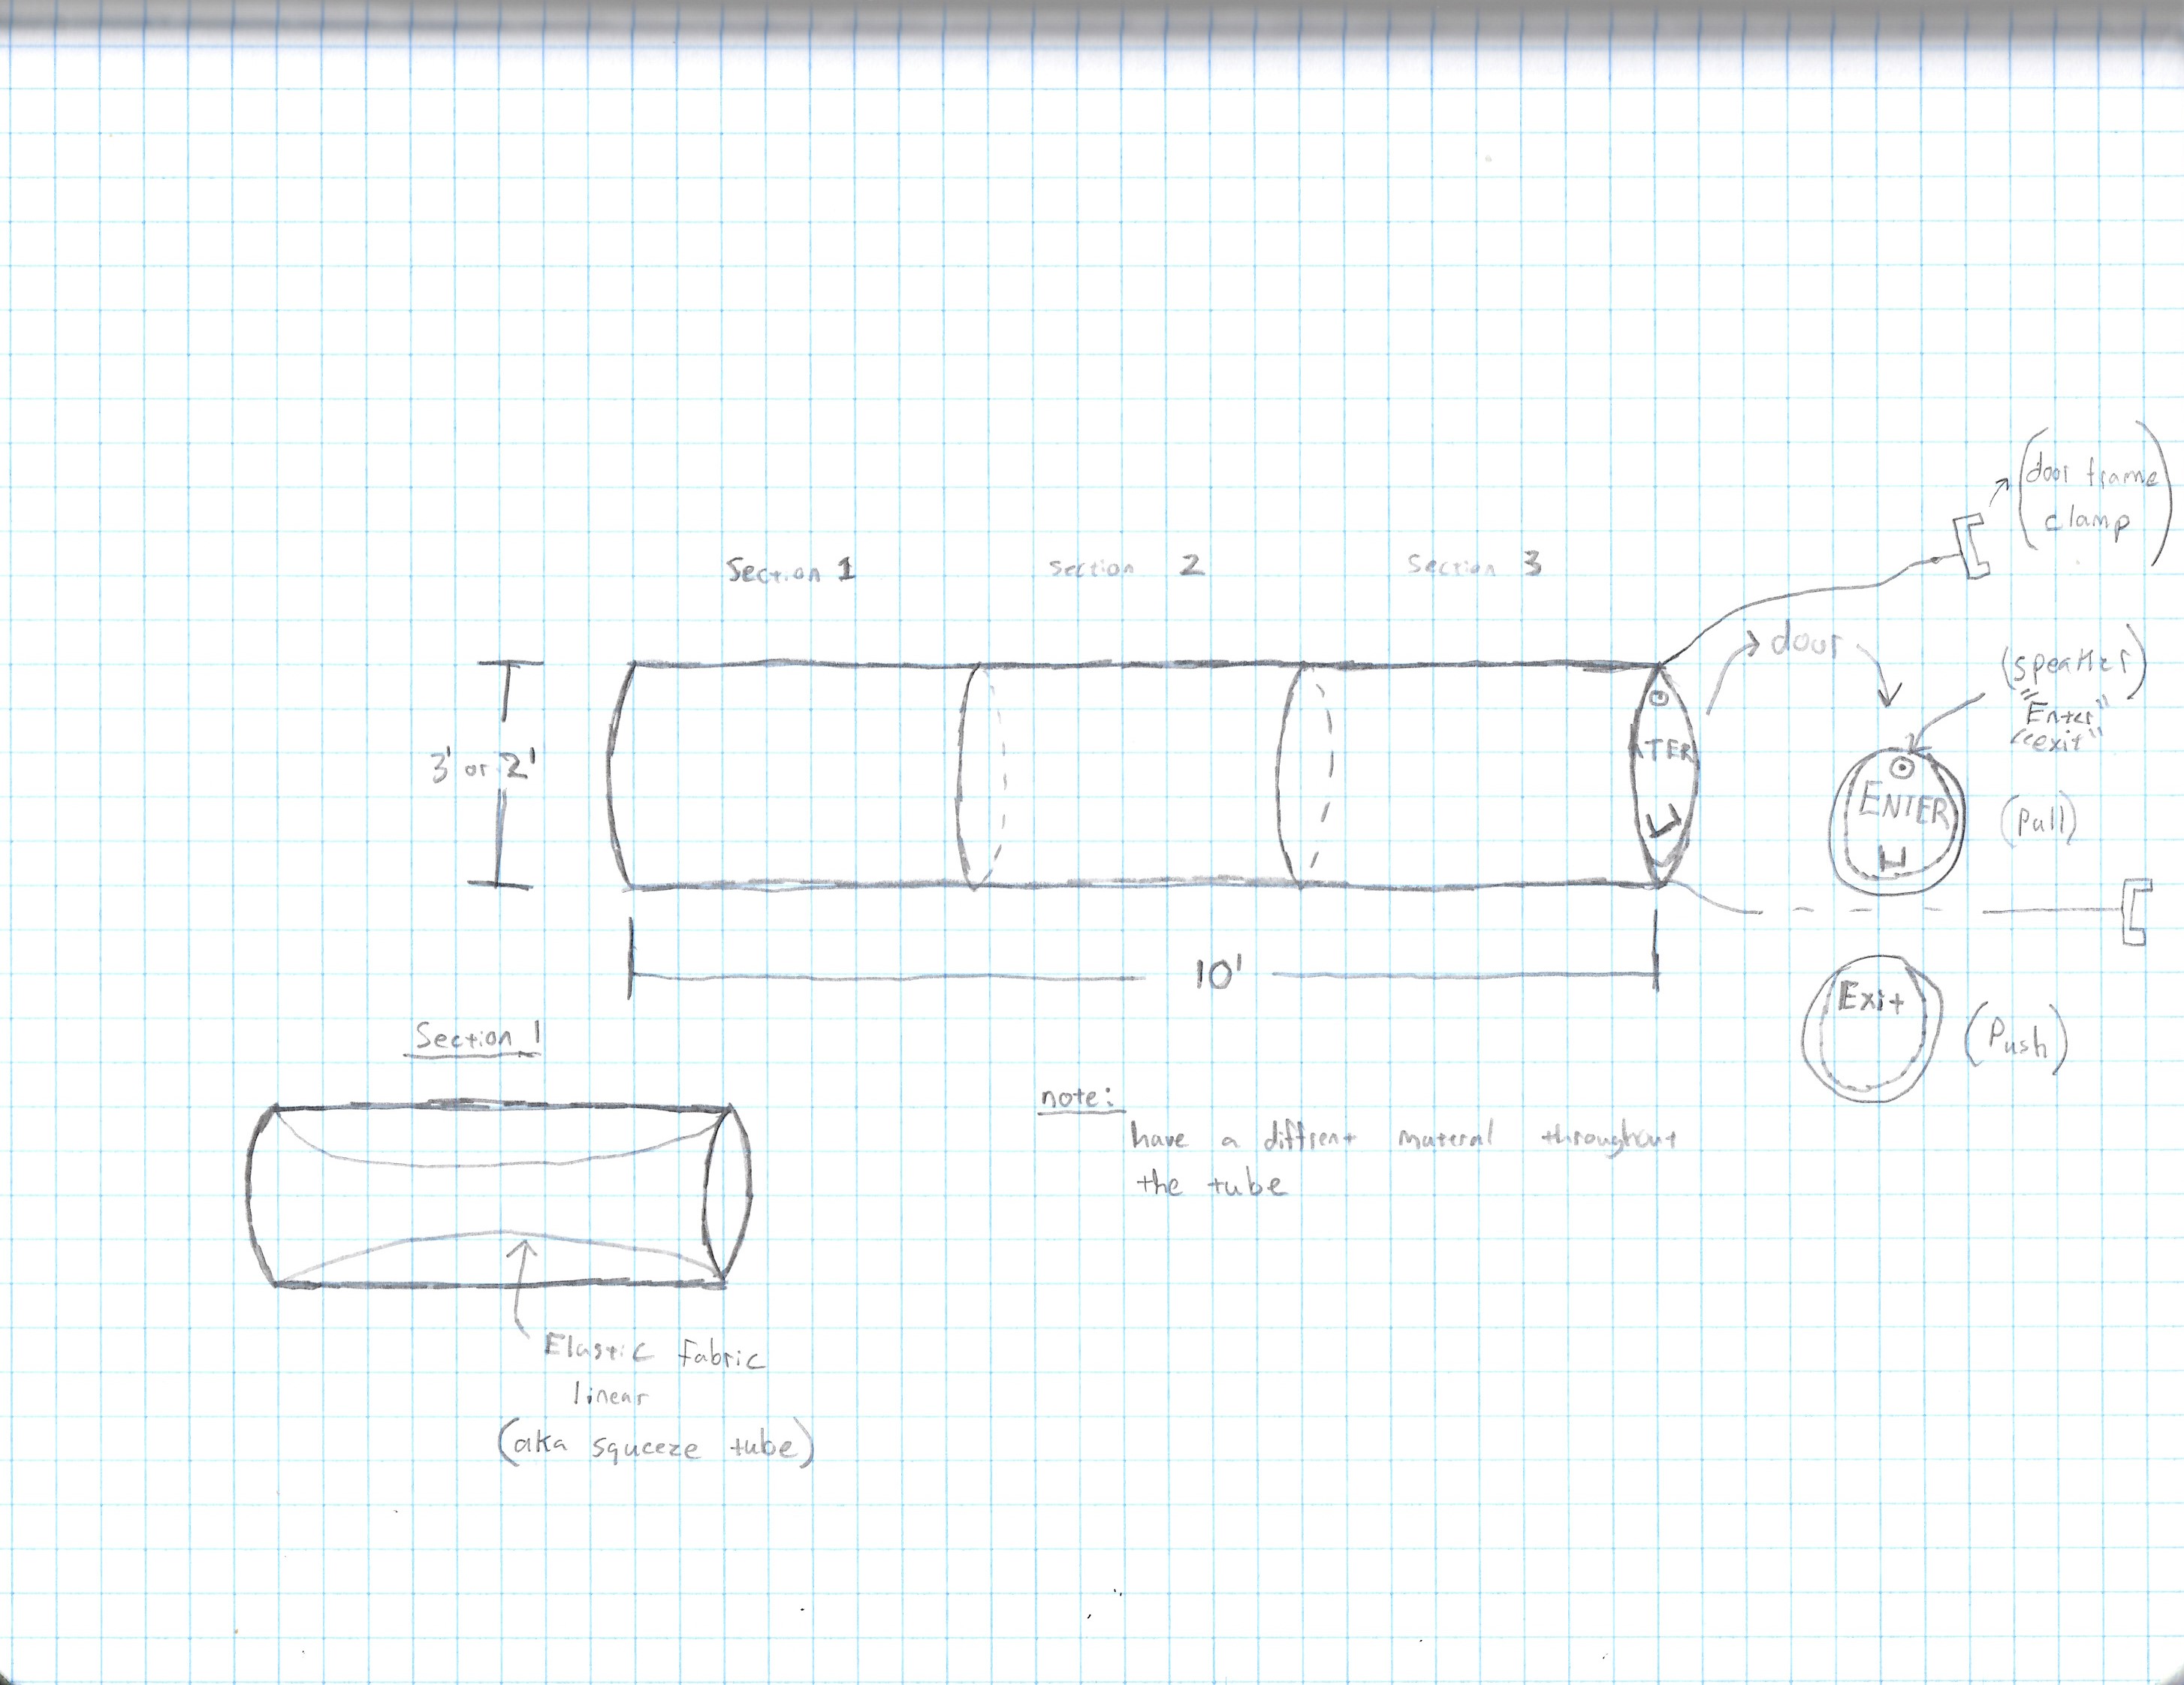 (door frame
clamp)
Section 1
section 2
section 3
door
(speaker)
"Enter"
"exit"
3' or 2'
NTER
ENTER
(Pull)
10'
Exit
(Push)
Section 1
note:
have a diffrent materal throughout
the tube
Elastic fabric
linear
(aka squeeze tube)